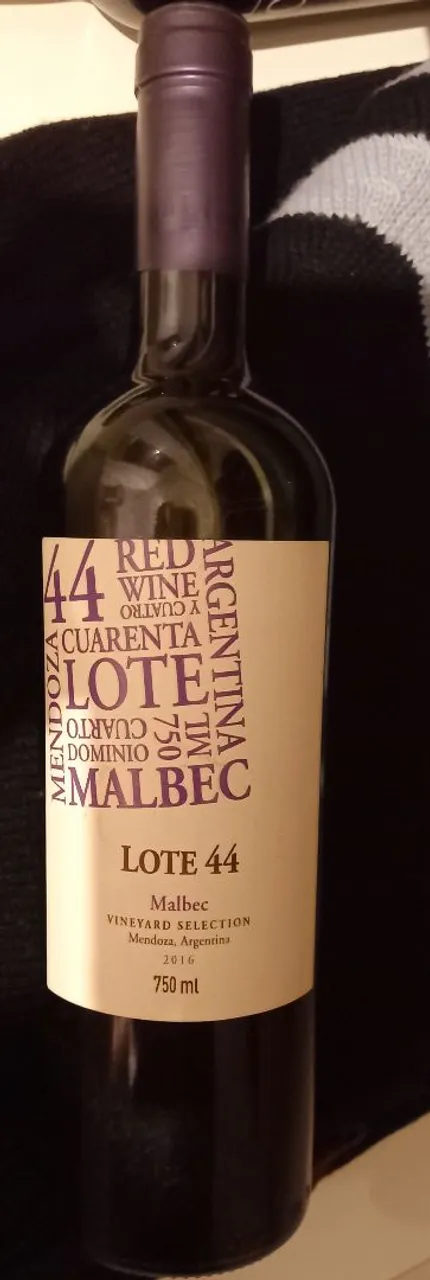 44 RED
WINE
Y CUATRO
CUARENTA
ARGENTINA
MENDOZA
LOTE
CUARTO
750
ML
DOMINIO
MALBEC
LOTE 44
Malbec
VINEYARD SELECTION
Mendoza, Argentina
2016
750 ml